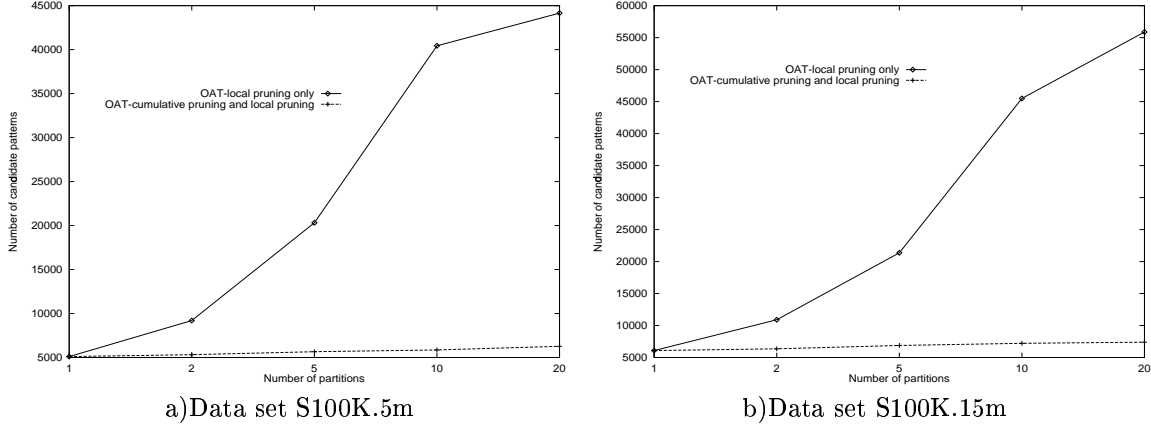 45000
40000
35000
30000
25000
20000
15000
10000
5000
Number of candidate patterns
OAT-local pruning only
OAT-cumulative pruning and local pruning
1 2 5 10 20
Number of partitions
a)Data set S100K.5m
60000
55000
50000
45000
40000
35000
30000
25000
20000
15000
10000
5000
Number of candidate patterns
OAT-local pruning only
OAT-cumulative pruning and local pruning
1 2 5 10 20
Number of partitions
b)Data set S100K.15m